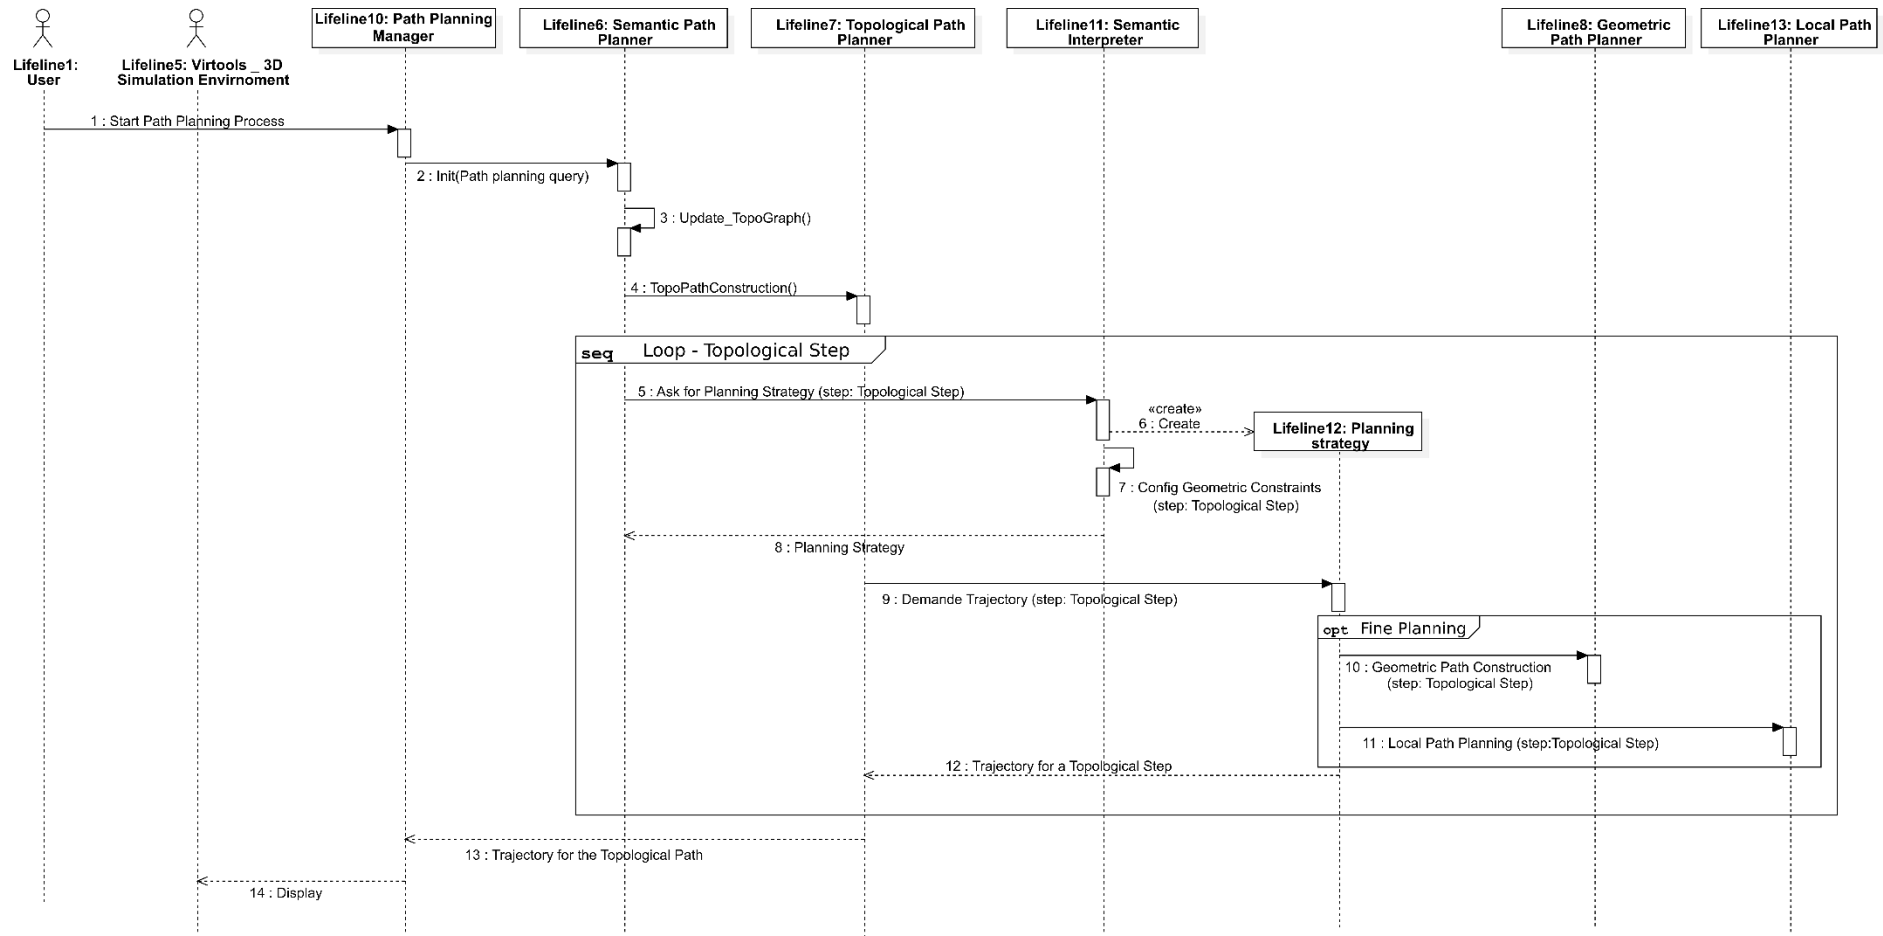 Lifeline1:
User
Lifeline5: Virtools _ 3D
Simulation Envirnoment
Lifeline10: Path Planning
Manager
Lifeline6: Semantic Path
Planner
Lifeline7: Topological Path
Planner
Lifeline11: Semantic
Interpreter
Lifeline8: Geometric
Path Planner
Lifeline13: Local Path
Planner
1 : Start Path Planning Process
2 : Init(Path planning query)
3 : Update_TopoGraph()
4 : TopoPathConstruction()
seq Loop - Topological Step
5 : Ask for Planning Strategy (step: Topological Step)
«create»
6 : Create
Lifeline12: Planning
strategy
7 : Config Geometric Constraints
(step: Topological Step)
8 : Planning Strategy
9 : Demande Trajectory (step: Topological Step)
opt Fine Planning
10 : Geometric Path Construction
(step: Topological Step)
11 : Local Path Planning (step:Topological Step)
12 : Trajectory for a Topological Step
13 : Trajectory for the Topological Path
14 : Display